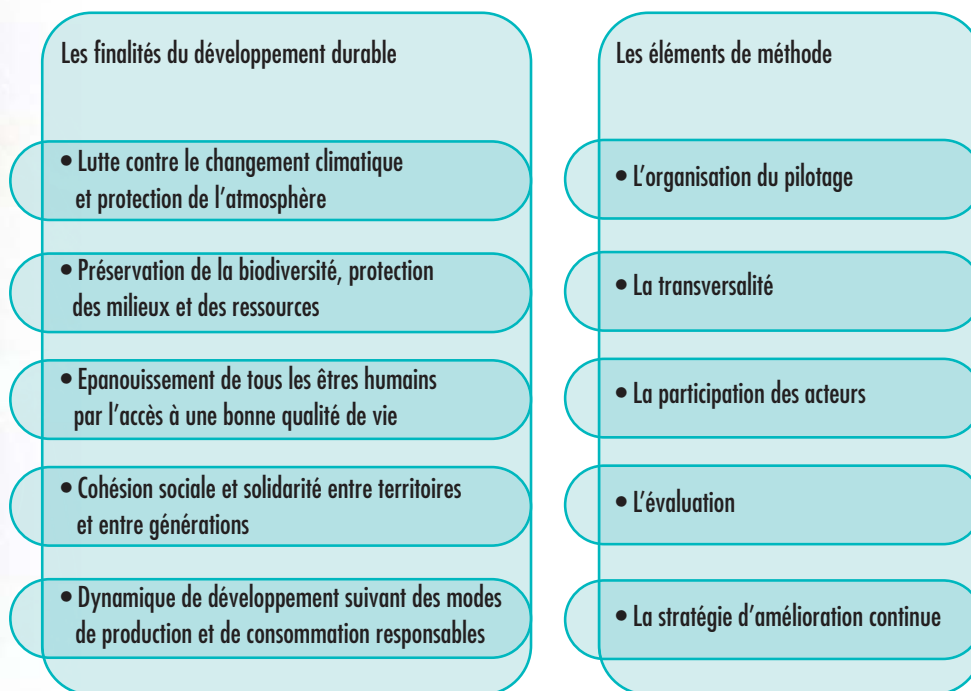 Les finalités du développement durable
• Lutte contre le changement climatique
et protection de l'atmosphère
• Préservation de la biodiversité, protection
des milieux et des ressources
• Epanouissement de tous les êtres humains
par l'accès à une bonne qualité de vie
• Cohésion sociale et solidarité entre territoires
et entre générations
• Dynamique de développement suivant des modes
de production et de consommation responsables
Les éléments de méthode
• L'organisation du pilotage
• La transversalité
• La participation des acteurs
• L'évaluation
• La stratégie d'amélioration continue